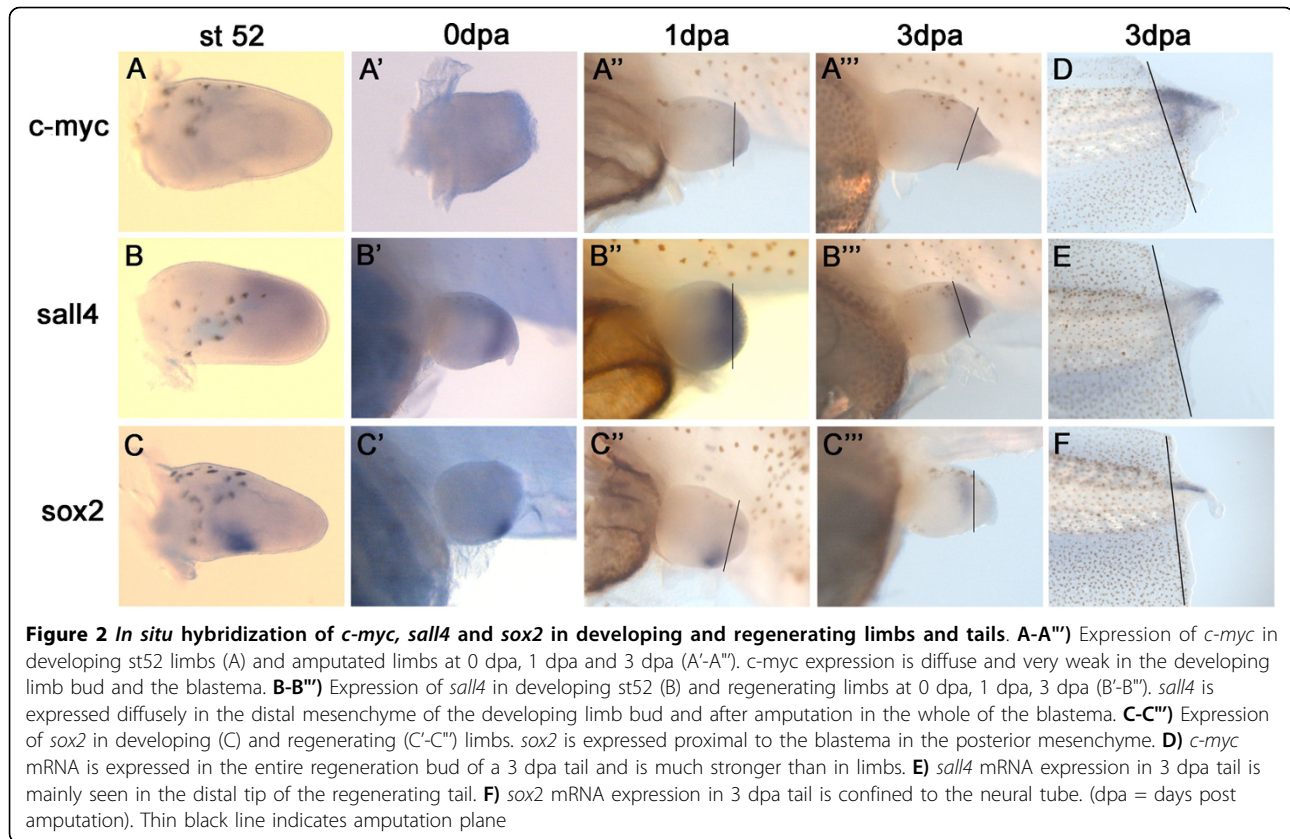 st 52 0dpa 1dpa 3dpa 3dpa
A A' A'' A''' D
c-myc
B B' B'' B''' E
sall4
C C' C'' C''' F
sox2
Figure 2 In situ hybridization of c-myc, sall4 and sox2 in developing and regenerating limbs and tails. A-A''') Expression of c-myc in
developing st52 limbs (A) and amputated limbs at 0 dpa, 1 dpa and 3 dpa (A'-A'''). c-myc expression is diffuse and very weak in the developing
limb bud and the blastema. B-B''') Expression of sall4 in developing st52 (B) and regenerating limbs at 0 dpa, 1 dpa, 3 dpa (B'-B'''). sall4 is
expressed diffusely in the distal mesenchyme of the developing limb bud and after amputation in the whole of the blastema. C-C''') Expression
of sox2 in developing (C) and regenerating (C'-C''') limbs. sox2 is expressed proximal to the blastema in the posterior mesenchyme. D) c-myc
mRNA is expressed in the entire regeneration bud of a 3 dpa tail and is much stronger than in limbs. E) sall4 mRNA expression in 3 dpa tail is
mainly seen in the distal tip of the regenerating tail. F) sox2 mRNA expression in 3 dpa tail is confined to the neural tube. (dpa = days post
amputation). Thin black line indicates amputation plane